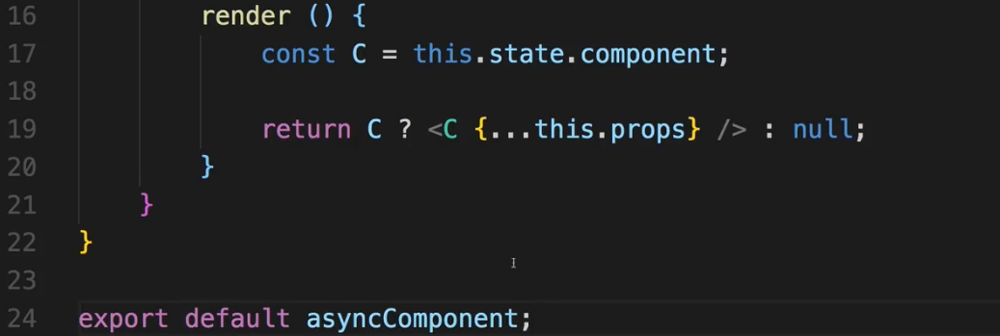 16 render () {
17 const C = this.state.component;
18
19 return C ? <C {...this.props} /> : null;
20 }
21 }
22 }
23
24 export default asyncComponent;